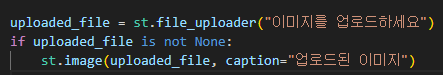 uploaded_file = st.file_uploader("이미지를 업로드하세요")
if uploaded_file is not None:
    st.image(uploaded_file, caption="업로드된 이미지")